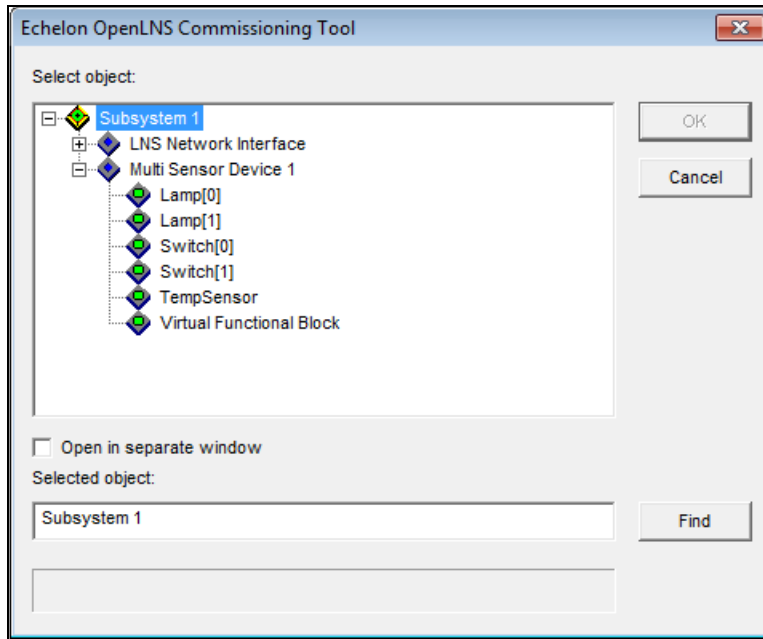 Echelon OpenLNS Commissioning Tool
Select object:
Subsystem 1
OK
LNS Network Interface
Multi Sensor Device 1
Cancel
Lamp[0]
Lamp[1]
Switch[0]
Switch[1]
TempSensor
Virtual Functional Block
Open in separate window
Selected object:
Subsystem 1
Find